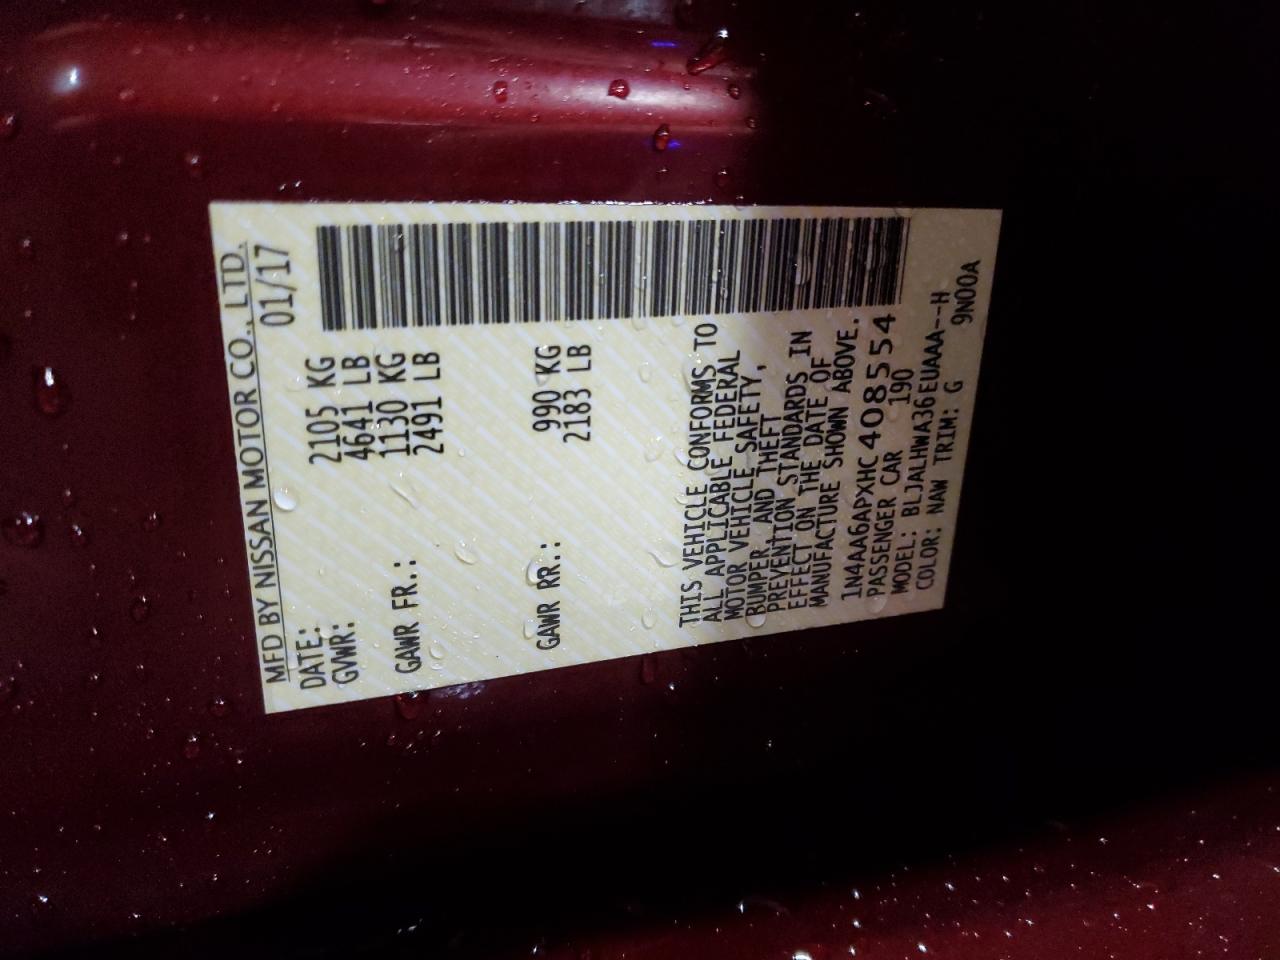 MFD BY NISSAN MOTOR CO., LTD.
DATE: 01/17
GVWR: 2105 KG
4641 LB
GAWR FR.: 1130 KG
2491 LB
GAWR RR.: 990 KG
2183 LB
THIS VEHICLE CONFORMS TO
ALL APPLICABLE FEDERAL
MOTOR VEHICLE SAFETY,
BUMPER, AND THEFT
PREVENTION STANDARDS IN
EFFECT ON THE DATE OF
MANUFACTURE SHOWN ABOVE.
1N4AA6APXHC408554
PASSENGER CAR 190
MODEL: BLJALHWA36EUAAA--H
COLOR: NAW TRIM: G 9N00A